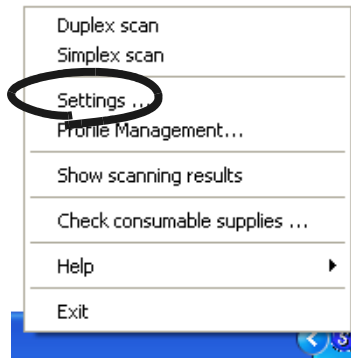 Duplex scan
Simplex scan
Settings ...
Profile Management...
Show scanning results
Check consumable supplies ...
Help
Exit
S